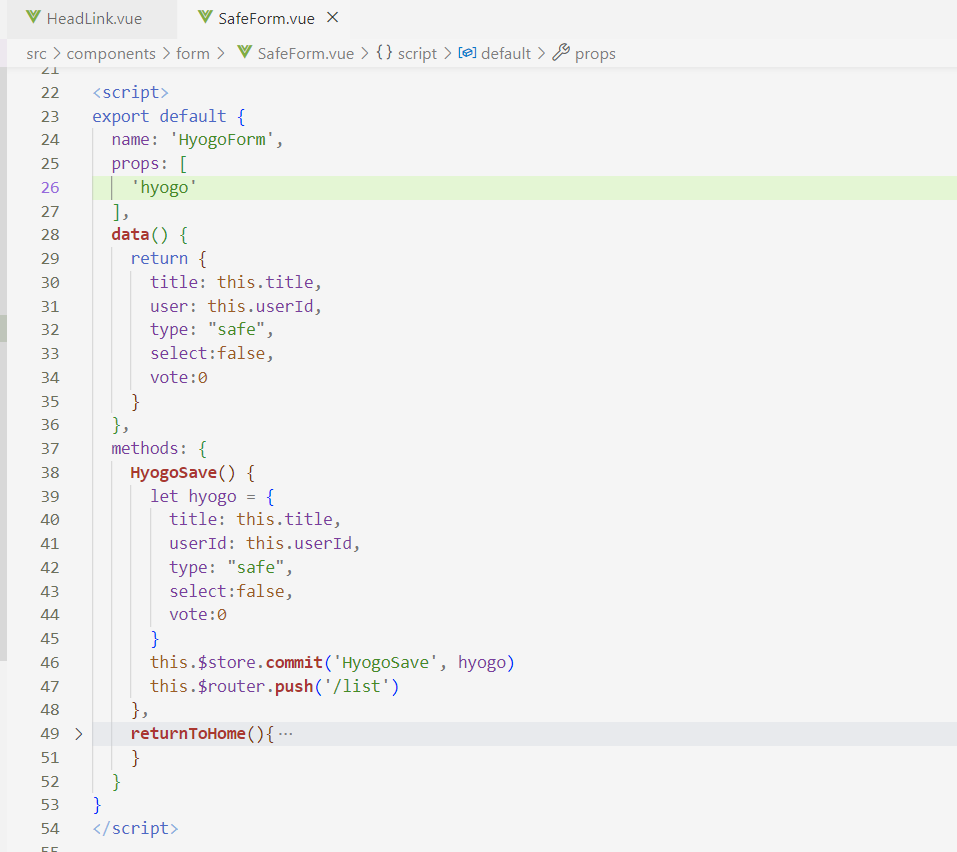 HeadLink.vue SafeForm.vue
src > components > form > SafeForm.vue > {} script > default > props
21
22 <script>
23 export default {
24 name: 'HyogoForm',
25 props: [
26 'hyogo'
27 ],
28 data() {
29 return {
30 title: this.title,
31 user: this.userId,
32 type: "safe",
33 select:false,
34 vote:0
35 }
36 },
37 methods: {
38 HyogoSave() {
39 let hyogo = {
40 title: this.title,
41 userId: this.userId,
42 type: "safe",
43 select:false,
44 vote:0
45 }
46 this.$store.commit('HyogoSave', hyogo)
47 this.$router.push('/list')
48 },
49 returnToHome(){ ···
51 }
52 }
53 }
54 </script>
55